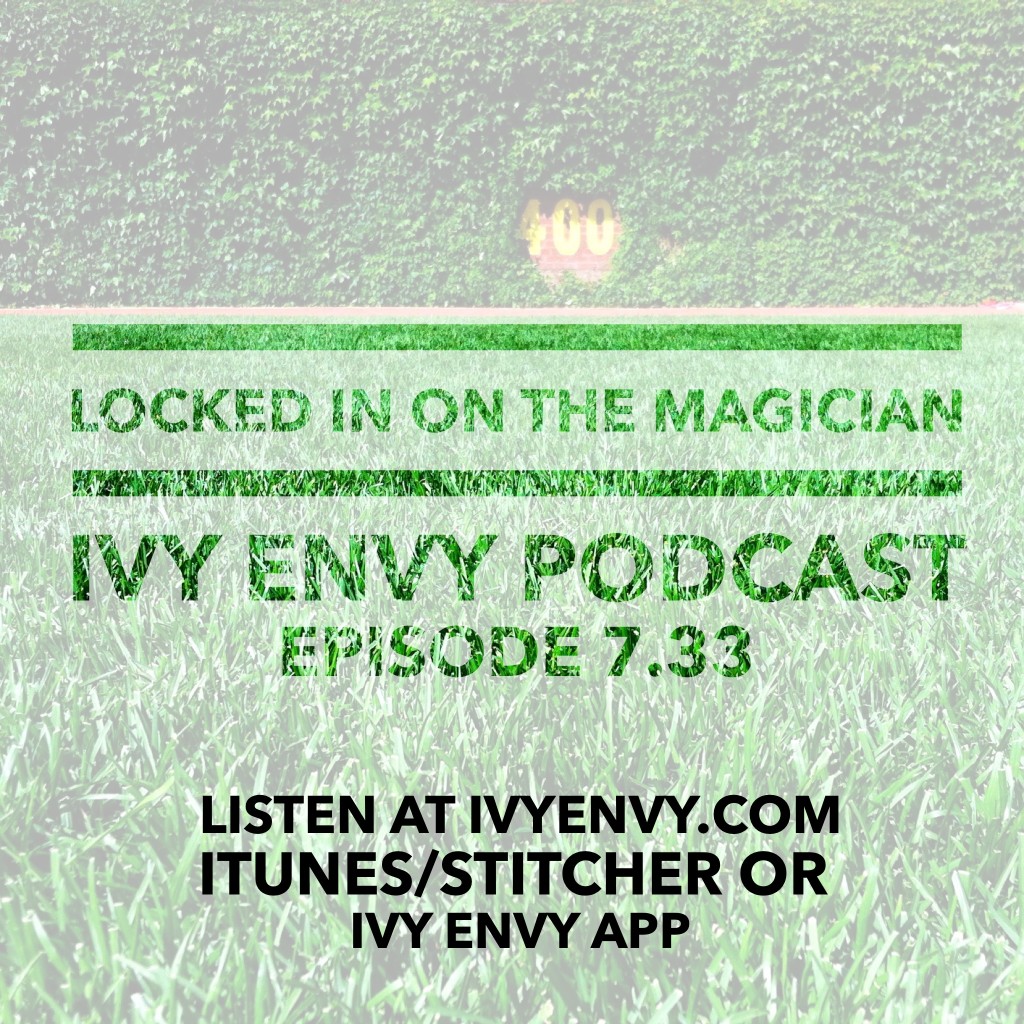 400
LOCKED IN ON THE MAGICIAN
IVY ENVY PODCAST
EPISODE 7.33
LISTEN AT IVYENVY.COM
ITUNES/STITCHER OR
IVY ENVY APP